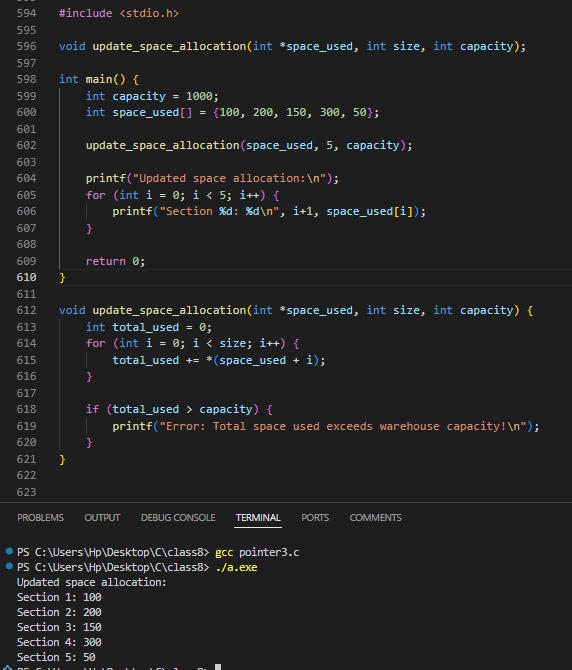 594 #include <stdio.h>
595
596 void update_space_allocation(int *space_used, int size, int capacity);
597
598 int main() {
599     int capacity = 1000;
600     int space_used[] = {100, 200, 150, 300, 50};
601
602     update_space_allocation(space_used, 5, capacity);
603
604     printf("Updated space allocation:\n");
605     for (int i = 0; i < 5; i++) {
606         printf("Section %d: %d\n", i+1, space_used[i]);
607     }
608
609     return 0;
610 }
611
612 void update_space_allocation(int *space_used, int size, int capacity) {
613     int total_used = 0;
614     for (int i = 0; i < size; i++) {
615         total_used += *(space_used + i);
616     }
617
618     if (total_used > capacity) {
619         printf("Error: Total space used exceeds warehouse capacity!\n");
620     }
621 }
622
623
PROBLEMS OUTPUT DEBUG CONSOLE TERMINAL PORTS COMMENTS
PS C:\Users\Hp\Desktop\C\class8> gcc pointer3.c
PS C:\Users\Hp\Desktop\C\class8> ./a.exe
Updated space allocation:
Section 1: 100
Section 2: 200
Section 3: 150
Section 4: 300
Section 5: 50